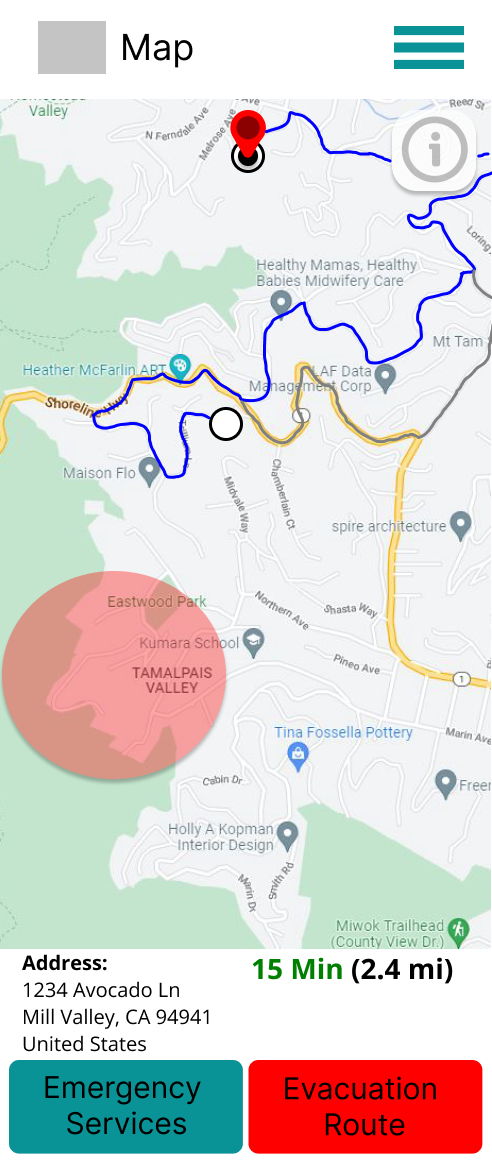 Map
Valley
Reed St
N Ferndale Ave
Melrose Ave
Loring
Healthy Mamas, Healthy
Babies Midwifery Care
Mt Tam
Heather McFarlin ART
LAF Data
Management Corp
Shoreline Hwy
1
Maison Flo
Midvale Way
Chamberlain Ct
spire architecture
Eastwood Park
Northern Ave
Shasta Way
Kumara School
Pineo Ave
TAMALPAIS
VALLEY
1
Tina Fossella Pottery
Marin Ave
Cabin Dr
Freer
Holly A Kopman
Interior Design
Smith Rd
Marin Dr
Miwok Trailhead
(County View Dr.)
Address:
15 Min (2.4 mi)
1234 Avocado Ln
Mill Valley, CA 94941
United States
Emergency
Services
Evacuation
Route